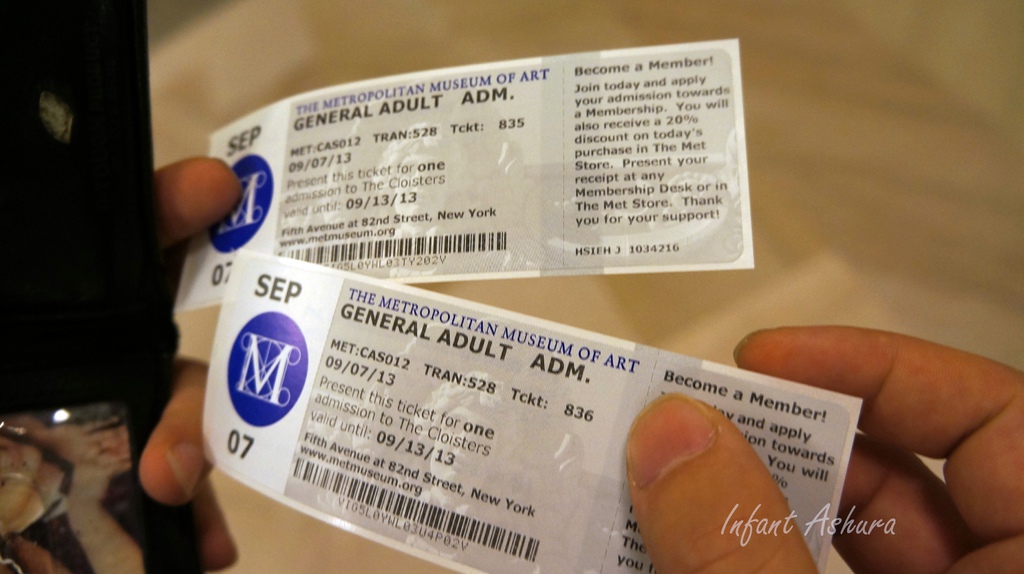 SEP
M
07
THE METROPOLITAN MUSEUM OF ART
GENERAL ADULT ADM.
MET:CAS012 TRAN:528 Tckt: 835
09/07/13
Present this ticket for one
admission to The Cloisters
valid until: 09/13/13
Fifth Avenue at 82nd Street, New York
www.metmuseum.org
Become a Member!
Join today and apply
your admission towards
a Membership. You will
also receive a 20%
discount on today's
purchase in The Met
Store. Present your
receipt at any
Membership Desk or in
The Met Store. Thank
you for your support!
HSIEH J 1034216
SEP
M
07
THE METROPOLITAN MUSEUM OF ART
GENERAL ADULT ADM.
MET:CAS012 TRAN:528 Tckt: 836
09/07/13
Present this ticket for one
admission to The Cloisters
valid until: 09/13/13
Fifth Avenue at 82nd Street, New York
www.metmuseum.org
VIG5L0YWL03U4P02V
Become a Member!
and apply
towards
You will
Infant Ashura